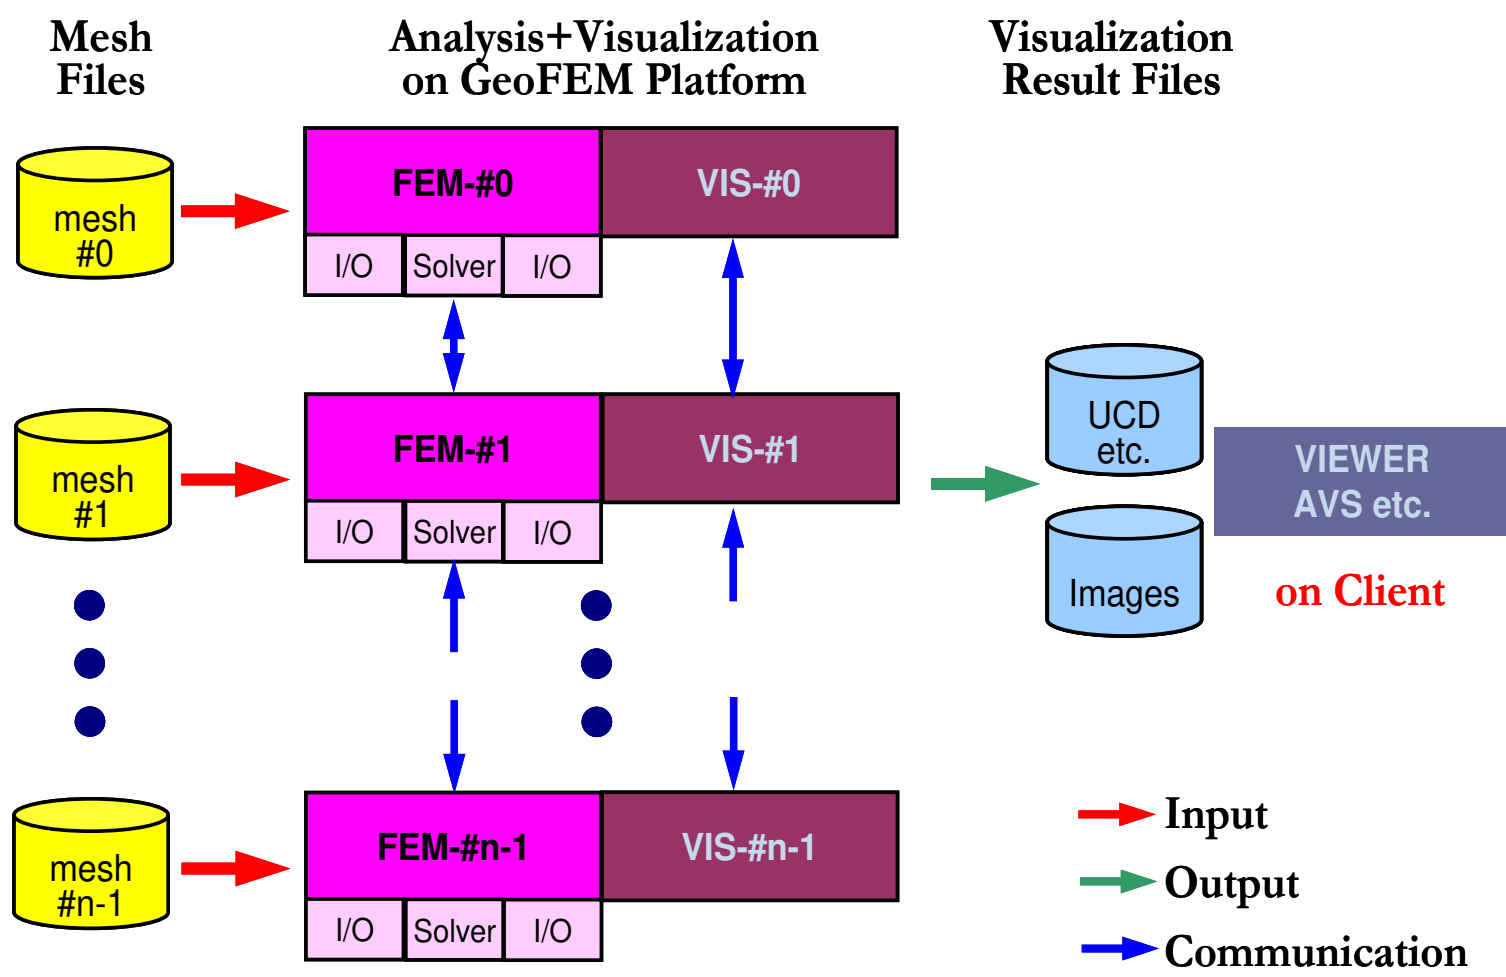 Mesh
Files
Analysis+Visualization
on GeoFEM Platform
Visualization
Result Files
mesh
#0
FEM-#0
VIS-#0
I/O
Solver
I/O
mesh
#1
FEM-#1
VIS-#1
I/O
Solver
I/O
UCD
etc.
Images
VIEWER
AVS etc.
on Client
mesh
#n-1
FEM-#n-1
VIS-#n-1
I/O
Solver
I/O
Input
Output
Communication